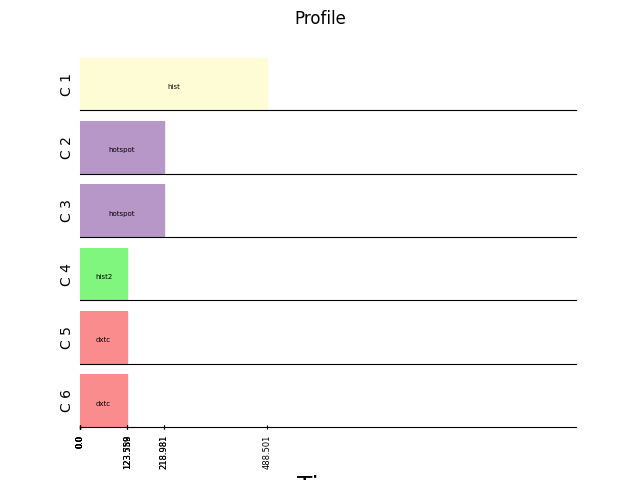 Profile
C 1
hist
C 2
hotspot
C 3
hotspot
C 4
hist2
C 5
dxtc
C 6
dxtc
0.0
218.981
488.501